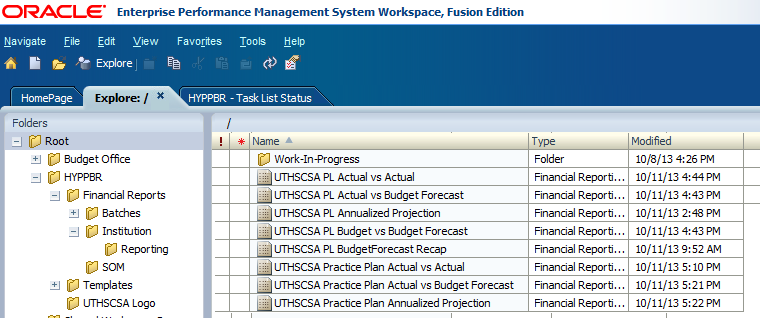 ORACLE Enterprise Performance Management System Workspace, Fusion Edition
Navigate File Edit View Favorites Tools Help
Explore
HomePage Explore: / × HYPPBR - Task List Status
Folders
/
! * Name Type Modified
Root
Budget Office
HYPPBR
Financial Reports
Batches
Institution
Reporting
SOM
Templates
UTHSCSA Logo
Work-In-Progress Folder 10/8/13 4:26 PM
UTHSCSA PL Actual vs Actual Financial Reporti... 10/11/13 4:44 PM
UTHSCSA PL Actual vs Budget Forecast Financial Reporti... 10/11/13 4:43 PM
UTHSCSA PL Annualized Projection Financial Reporti... 10/11/13 2:48 PM
UTHSCSA PL Budget vs Budget Forecast Financial Reporti... 10/11/13 4:43 PM
UTHSCSA PL BudgetForecast Recap Financial Reporti... 10/11/13 9:52 AM
UTHSCSA Practice Plan Actual vs Actual Financial Reporti... 10/11/13 5:10 PM
UTHSCSA Practice Plan Actual vs Budget Forecast Financial Reporti... 10/11/13 5:21 PM
UTHSCSA Practice Plan Annualized Projection Financial Reporti... 10/11/13 5:22 PM